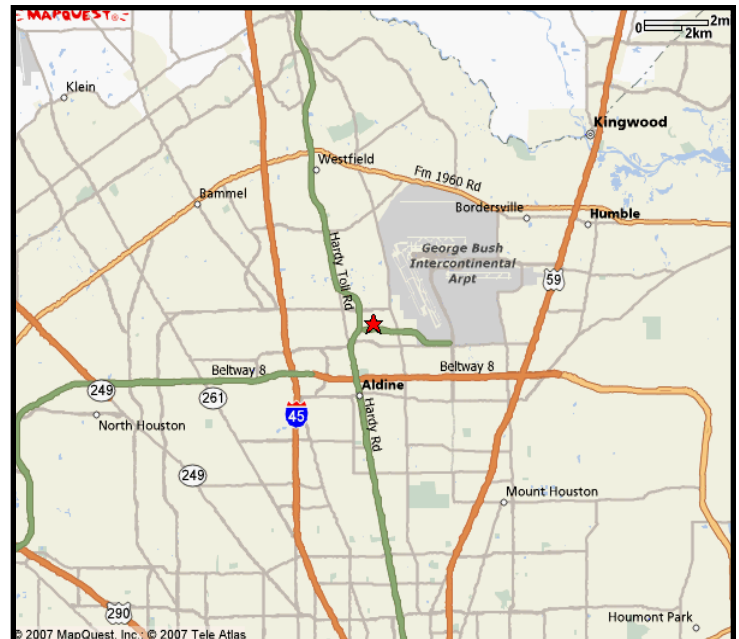 MAPQUEST
0 2m
2km
Klein
Kingwood
Westfield
Fm 1960 Rd
Bammel
Bordersville
Humble
George Bush
Intercontinental
Arpt
Hardy Toll Rd
59
Beltway 8
Beltway 8
Aldine
249
261
45
North Houston
Hardy Rd
249
Mount Houston
290
Houmont Park
© 2007 MapQuest, Inc.; © 2007 Tele Atlas